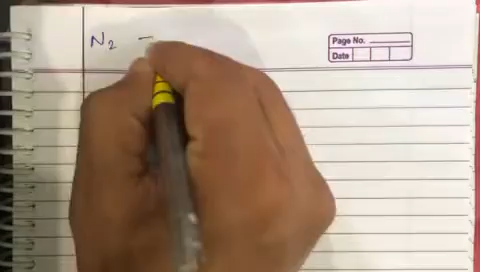 N₂ -
Page No.
Date